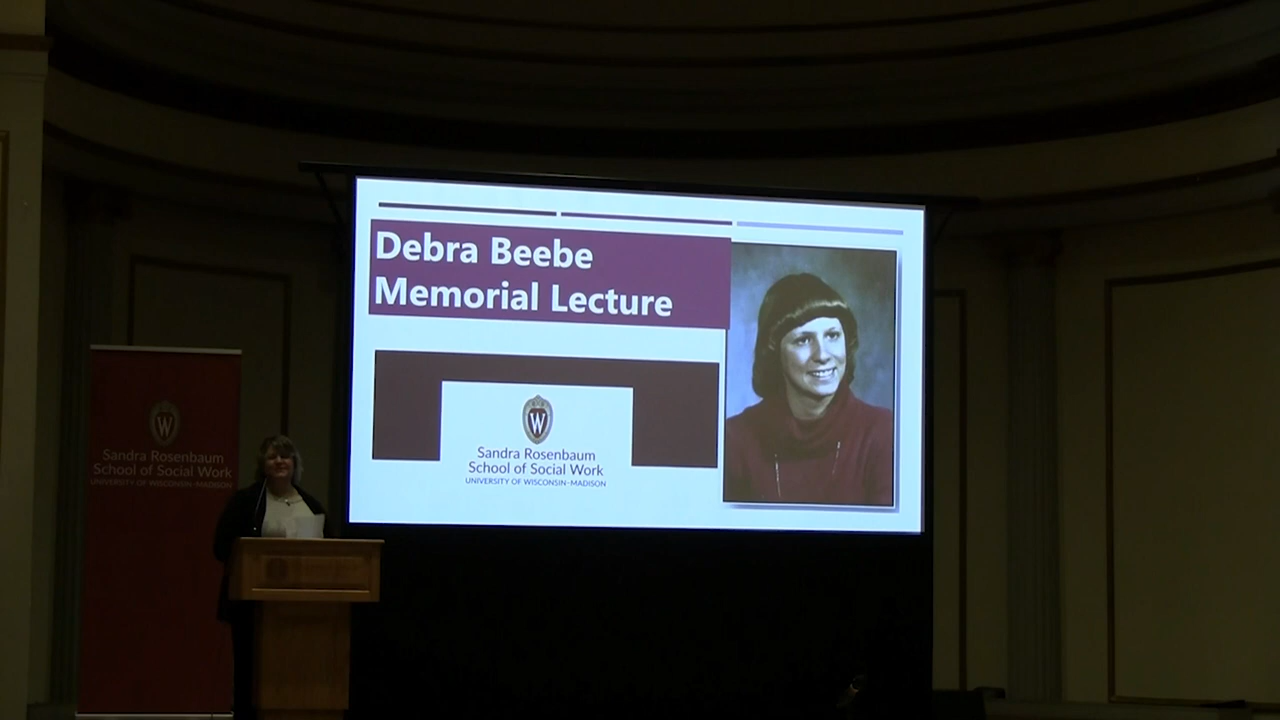 Debra Beebe
Memorial Lecture
W
Sandra Rosenbaum
School of Social Work
UNIVERSITY OF WISCONSIN-MADISON
W
Sandra Rosenbaum
School of Social Work
UNIVERSITY OF WISCONSIN-MADISON